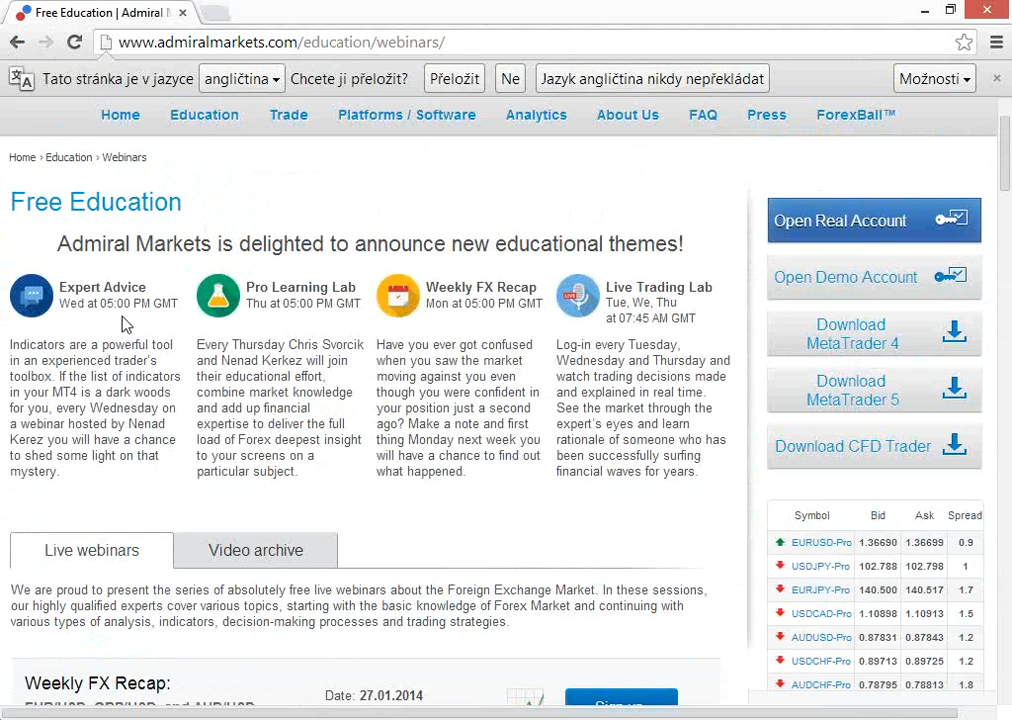 Free Education | Admiral M
www.admiralmarkets.com/education/webinars/
Tato stránka je v jazyce angličtina Chcete ji přeložit? Přeložit Ne Jazyk angličtina nikdy nepřekládat Možnosti
Home Education Trade Platforms / Software Analytics About Us FAQ Press ForexBall™
Home › Education › Webinars
Free Education
Admiral Markets is delighted to announce new educational themes!
Expert Advice
Wed at 05:00 PM GMT
Indicators are a powerful tool
in an experienced trader's
toolbox. If the list of indicators
in your MT4 is a dark woods
for you, every Wednesday on
a webinar hosted by Nenad
Kerez you will have a chance
to shed some light on that
mystery.
Pro Learning Lab
Thu at 05:00 PM GMT
Every Thursday Chris Svorcik
and Nenad Kerkez will join
their educational effort,
combine market knowledge
and add up financial
expertise to deliver the full
load of Forex deepest insight
to your screens on a
particular subject.
Weekly FX Recap
Mon at 05:00 PM GMT
Have you ever got confused
when you saw the market
moving against you even
though you were confident in
your position just a second
ago? Make a note and first
thing Monday next week you
will have a chance to find out
what happened.
LIVE
Live Trading Lab
Tue, We, Thu
at 07:45 AM GMT
Log-in every Tuesday,
Wednesday and Thursday and
watch trading decisions made
and explained in real time.
See the market through the
expert's eyes and learn
rationale of someone who has
been successfully surfing
financial waves for years.
Open Real Account
Open Demo Account
Download
MetaTrader 4
Download
MetaTrader 5
Download CFD Trader
Live webinars Video archive
We are proud to present the series of absolutely free live webinars about the Foreign Exchange Market. In these sessions,
our highly qualified experts cover various topics, starting with the basic knowledge of Forex Market and continuing with
various types of analysis, indicators, decision-making processes and trading strategies.
Weekly FX Recap:
EUR/USD, GBP/USD, and AUD/USD
Date: 27.01.2014
Sign up
Symbol Bid Ask Spread
EURUSD-Pro 1.36690 1.36699 0.9
USDJPY-Pro 102.788 102.798 1
EURJPY-Pro 140.500 140.517 1.7
USDCAD-Pro 1.10898 1.10913 1.5
AUDUSD-Pro 0.87831 0.87843 1.2
USDCHF-Pro 0.89713 0.89725 1.2
AUDCHF-Pro 0.78795 0.78813 1.8